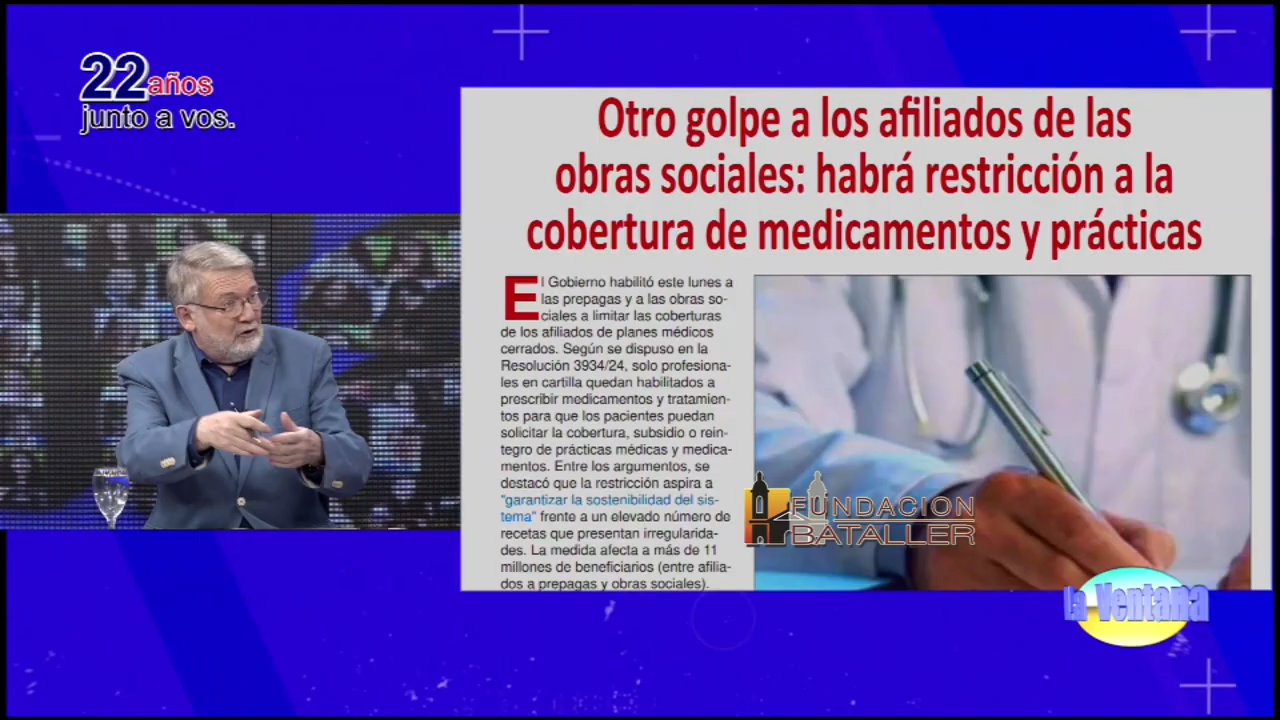 22 años
junto a vos.
Otro golpe a los afiliados de las
obras sociales: habrá restricción a la
cobertura de medicamentos y prácticas
El Gobierno habilitó este lunes a
las prepagas y a las obras so-
ciales a limitar las coberturas
de los afiliados de planes médicos
cerrados. Según se dispuso en la
Resolución 3934/24, solo profesiona-
les en cartilla quedan habilitados a
prescribir medicamentos y tratamien-
tos para que los pacientes puedan
solicitar la cobertura, subsidio o rein-
tegro de prácticas médicas y medica-
mentos. Entre los argumentos, se
destacó que la restricción aspira a
"garantizar la sostenibilidad del sis-
tema" frente a un elevado número de
recetas que presentan irregularida-
des. La medida afecta a más de 11
millones de beneficiarios (entre afilia-
dos a prepagas y obras sociales).
FUNDACION
BATALLER
La Ventana